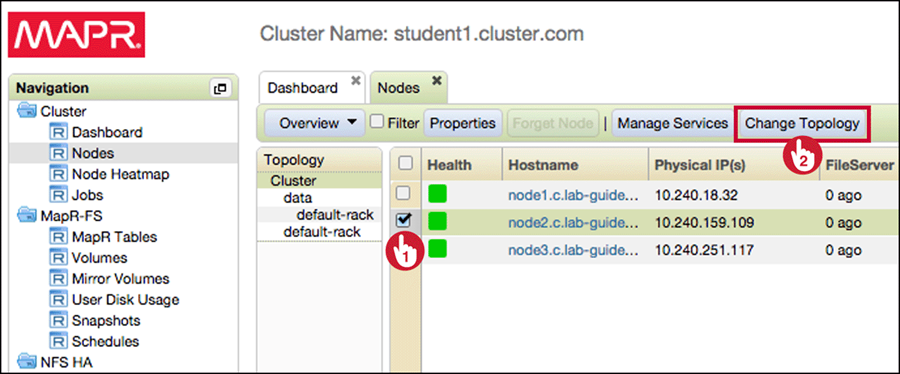 MAPR.
Cluster Name: student1.cluster.com
Navigation
Cluster
R Dashboard
R Nodes
R Node Heatmap
R Jobs
MapR-FS
R MapR Tables
R Volumes
R Mirror Volumes
R User Disk Usage
R Snapshots
R Schedules
NFS HA
Dashboard × Nodes ×
Overview Filter Properties Forget Node | Manage Services Change Topology
2
Topology
Cluster
data
default-rack
default-rack
Health Hostname Physical IP(s) FileServer
node1.c.lab-guide... 10.240.18.32 0 ago
node2.c.lab-guide... 10.240.159.109 0 ago
1
node3.c.lab-guide... 10.240.251.117 0 ago